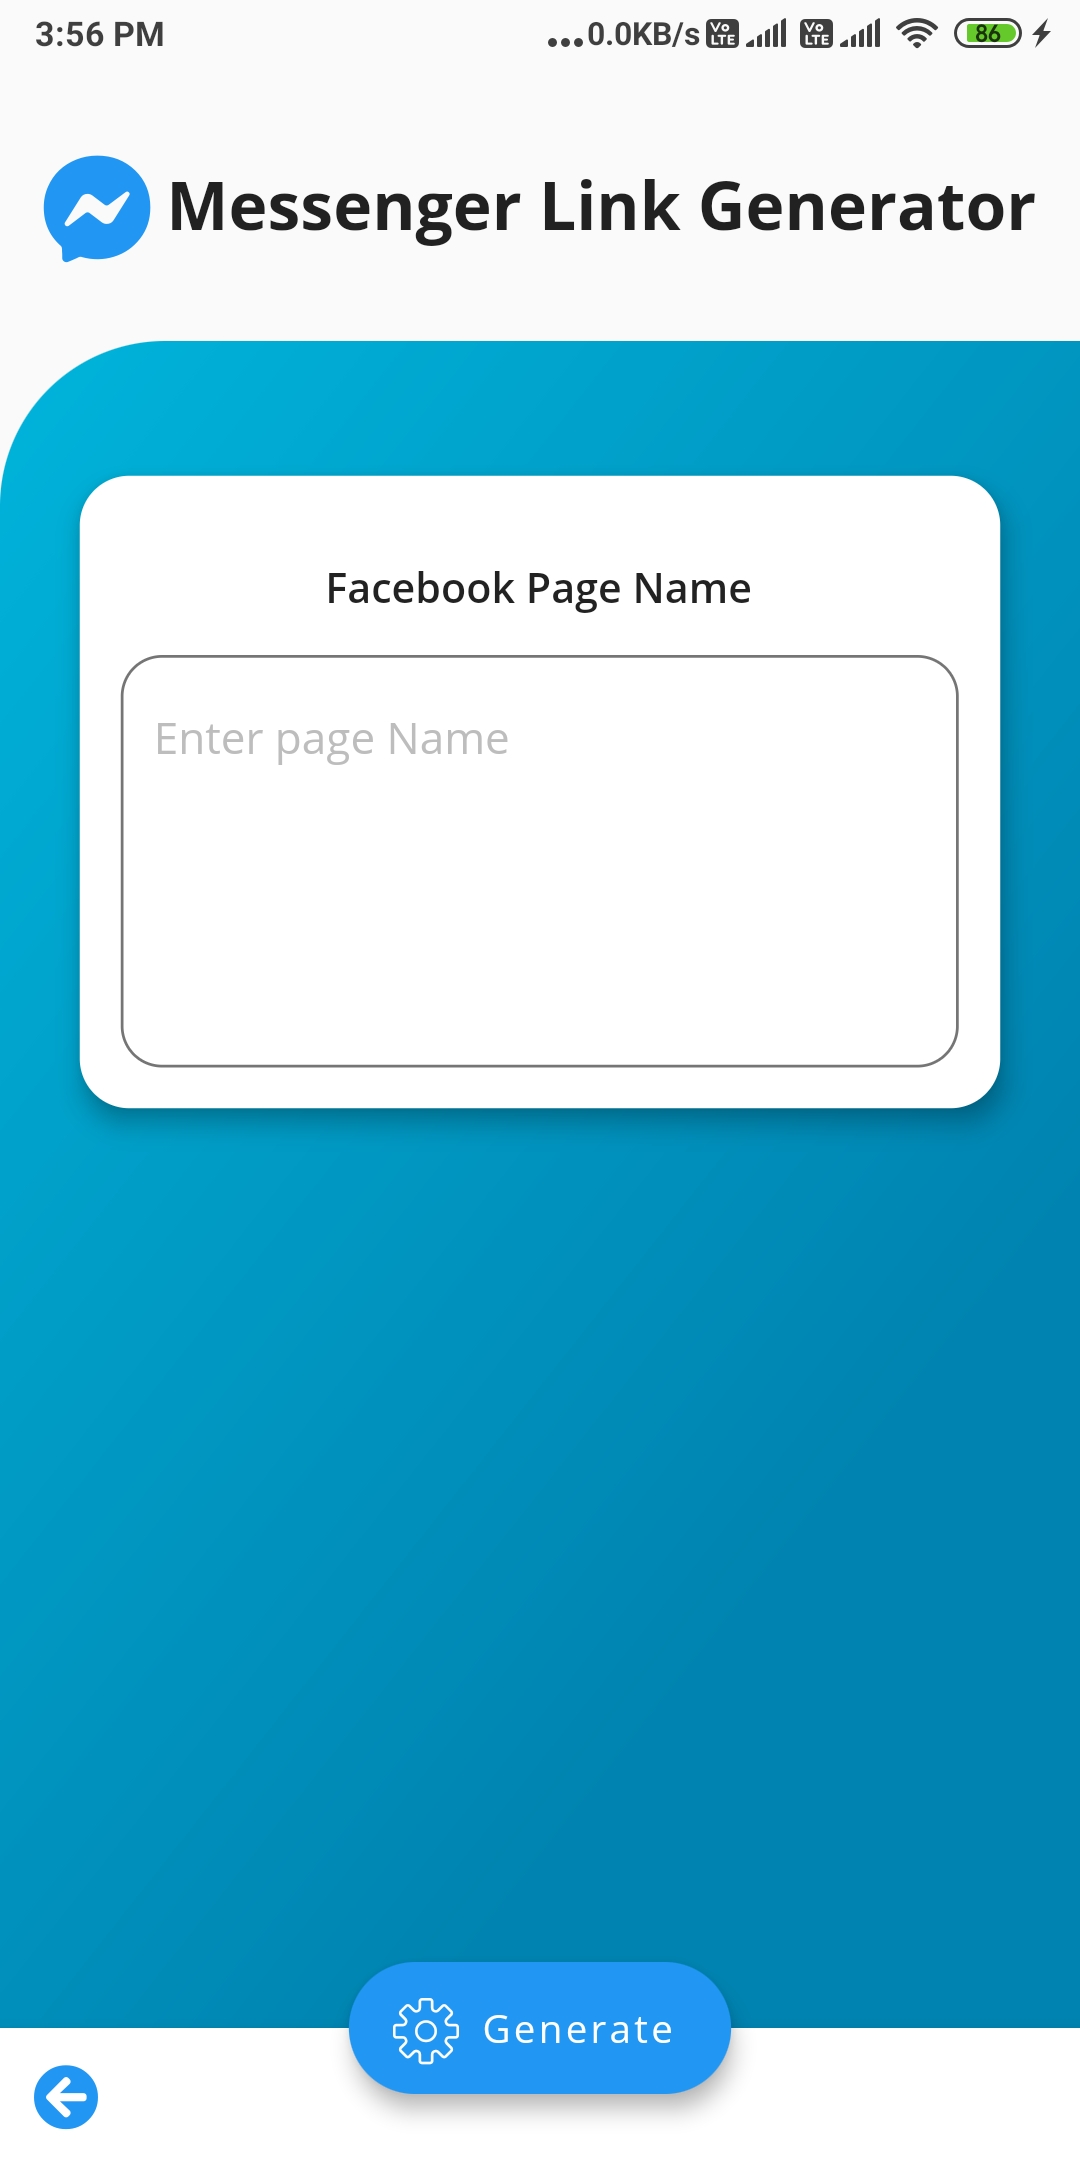 3:56 PM ...0.0KB/s Vo LTE Vo LTE 86
Messenger Link Generator
Facebook Page Name
Enter page Name
Generate